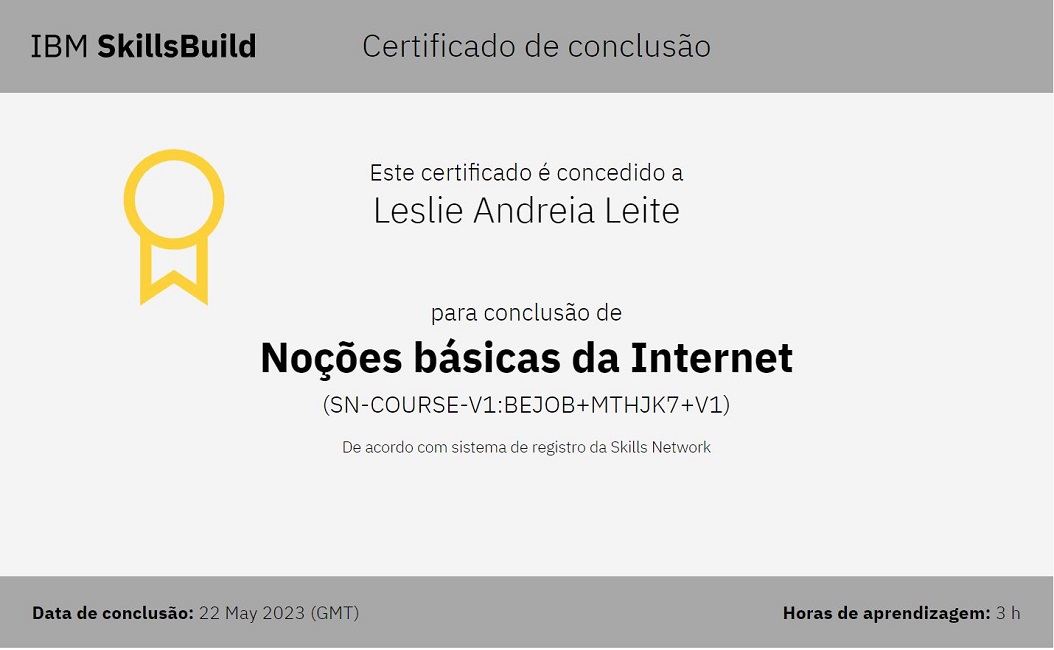 IBM SkillsBuild
Certificado de conclusão
Este certificado é concedido a
Leslie Andreia Leite
para conclusão de
Noções básicas da Internet
(SN-COURSE-V1:BEJOB+MTHJK7+V1)
De acordo com sistema de registro da Skills Network
Data de conclusão: 22 May 2023 (GMT)
Horas de aprendizagem: 3 h